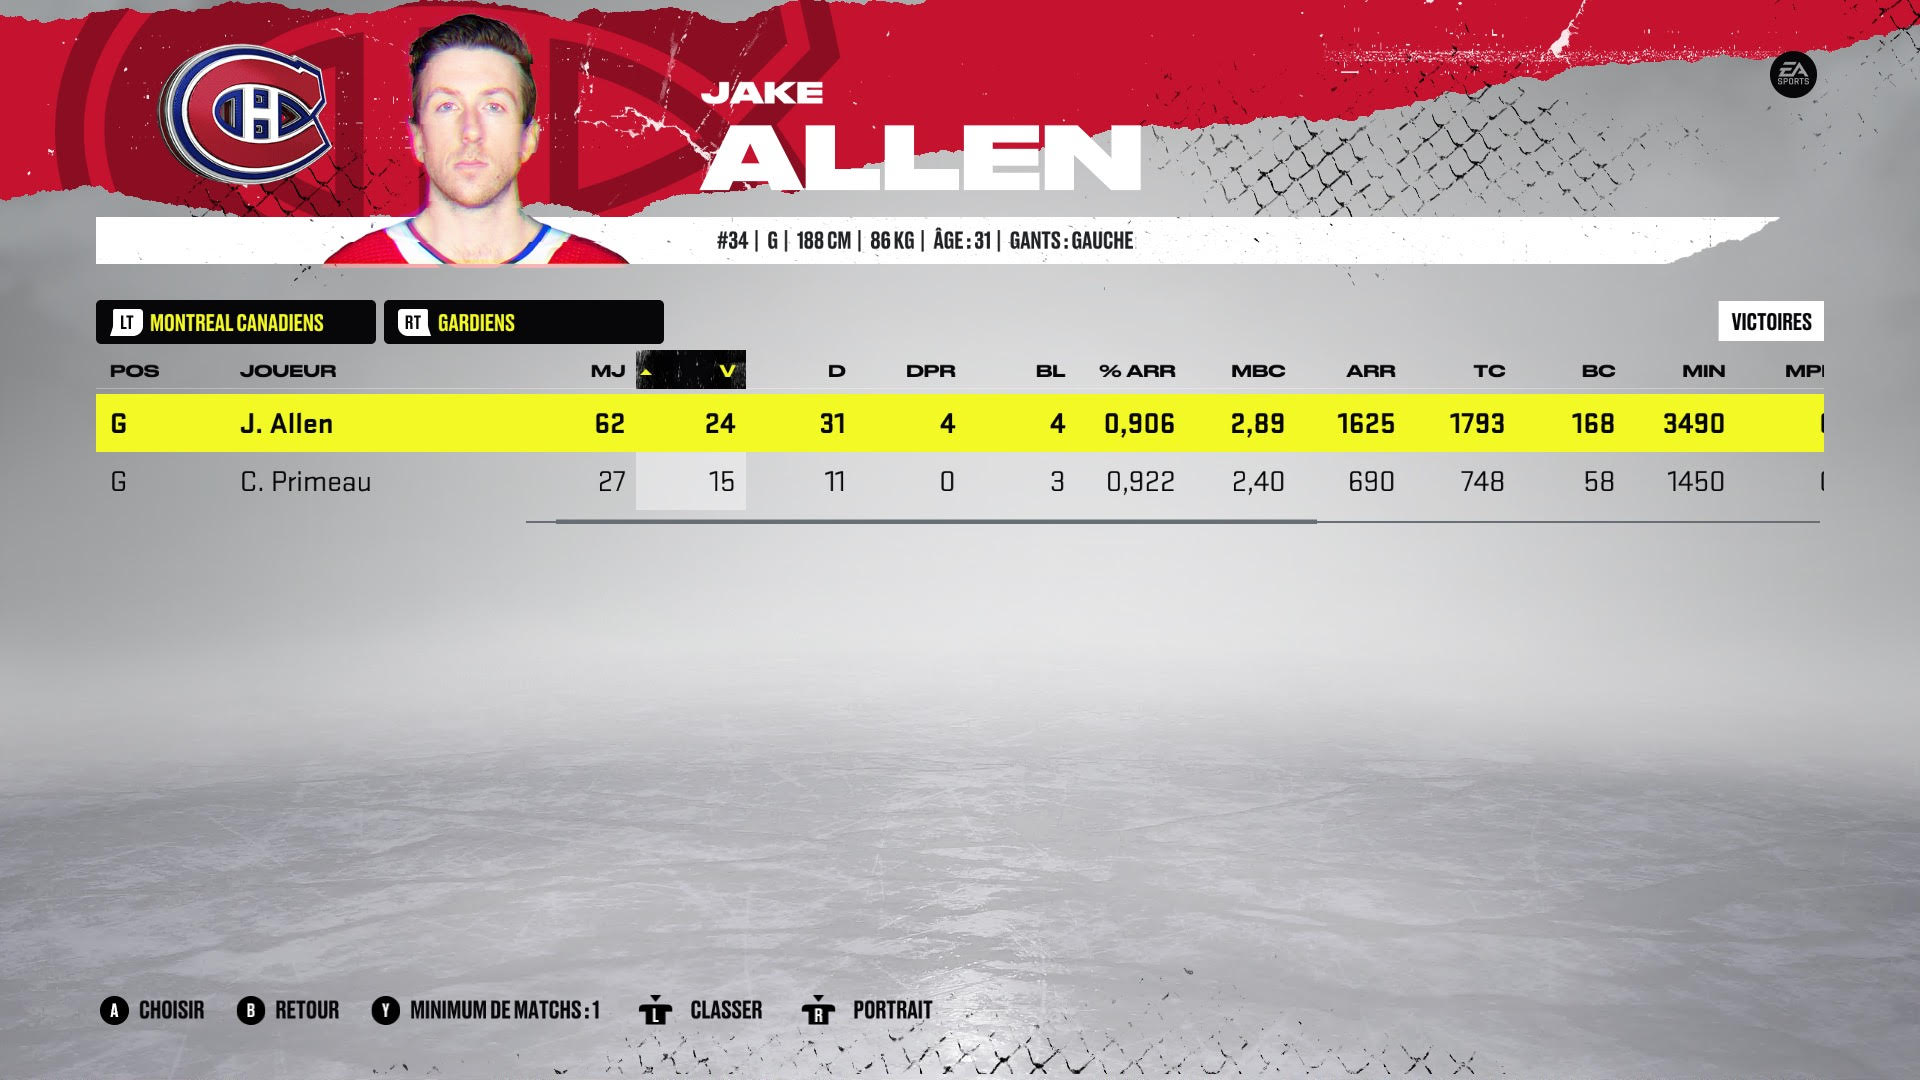 JAKE
ALLEN
EA SPORTS
#34 | G | 188 CM | 86 KG | ÂGE : 31 | GANTS : GAUCHE
LT MONTREAL CANADIENS RT GARDIENS VICTOIRES
POS JOUEUR MJ V D DPR BL % ARR MBC ARR TC BC MIN
G J. Allen 62 24 31 4 4 0,906 2,89 1625 1793 168 3490
G C. Primeau 27 15 11 0 3 0,922 2,40 690 748 58 1450
A CHOISIR B RETOUR Y MINIMUM DE MATCHS : 1 L CLASSER R PORTRAIT